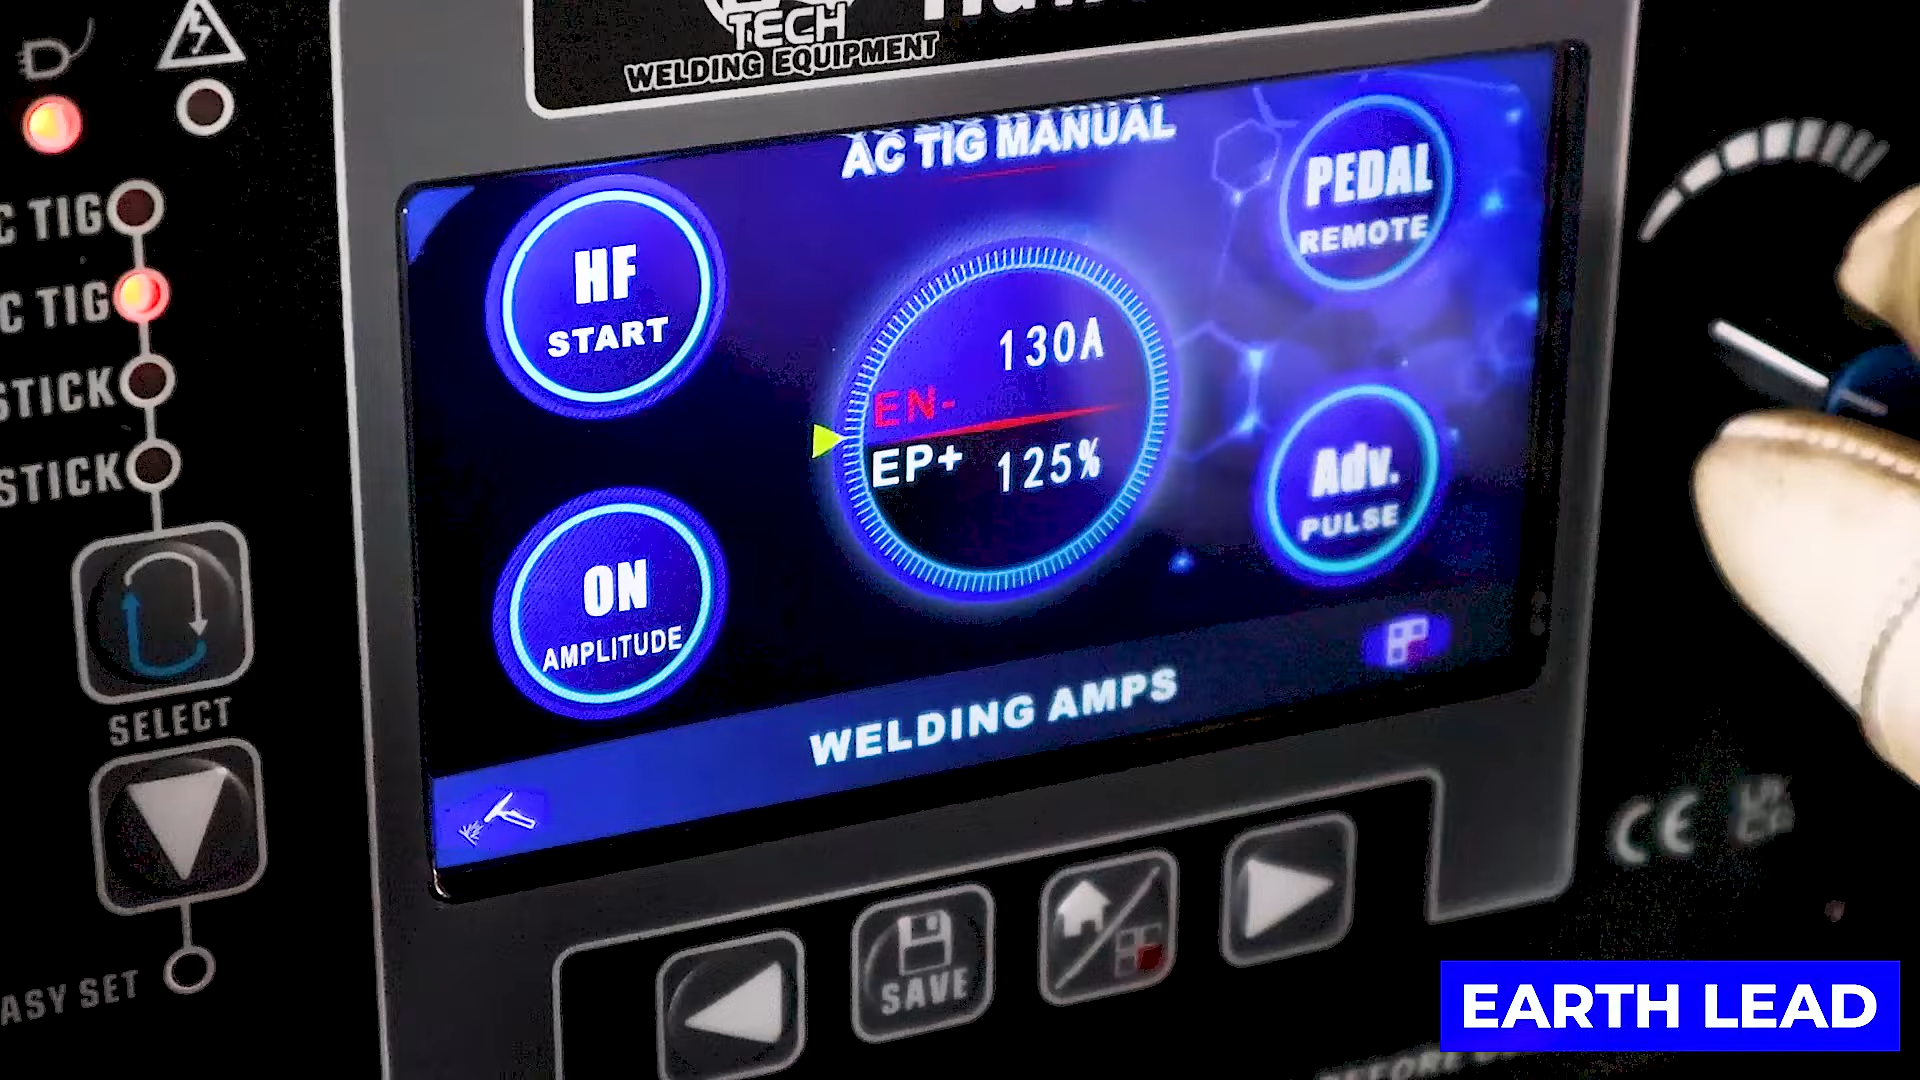 TECH
WELDING EQUIPMENT
AC TIG MANUAL
HF
START
PEDAL
REMOTE
130A
EN-
EP+
125%
Adv.
PULSE
ON
AMPLITUDE
WELDING AMPS
C TIG
C TIG
STICK
STICK
SELECT
ASY SET
SAVE
CE
EARTH LEAD